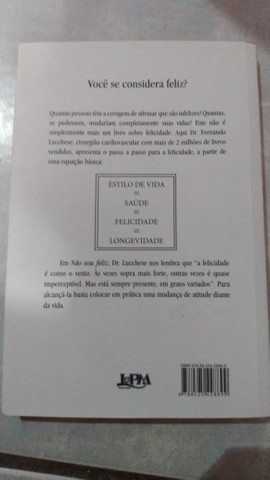 Você se considera feliz?
Quantas pessoas têm a coragem de afirmar que são infelizes? Quantas,
se pudessem, mudariam completamente suas vidas? Este não é
simplesmente mais um livro sobre felicidade. Aqui Dr. Fernando
Lucchese, cirurgião cardiovascular com mais de 2 milhões de livros
vendidos, apresenta o passo a passo para a felicidade, a partir de
uma equação básica:
ESTILO DE VIDA
=
SAÚDE
=
FELICIDADE
=
LONGEVIDADE
Em Não sou feliz, Dr. Lucchese nos lembra que “a felicidade
é como o vento. Às vezes sopra mais forte, outras vezes é quase
imperceptível. Mas está sempre presente, em graus variados”. Para
alcançá-la basta colocar em prática uma mudança de atitude diante
da vida.
L&PM
EDITORES